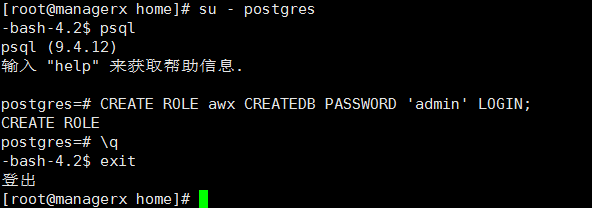 [root@managerx home]# su - postgres
-bash-4.2$ psql
psql (9.4.12)
输入 "help" 来获取帮助信息.
postgres=# CREATE ROLE awx CREATEDB PASSWORD 'admin' LOGIN;
CREATE ROLE
postgres=# \q
-bash-4.2$ exit
登出
[root@managerx home]#